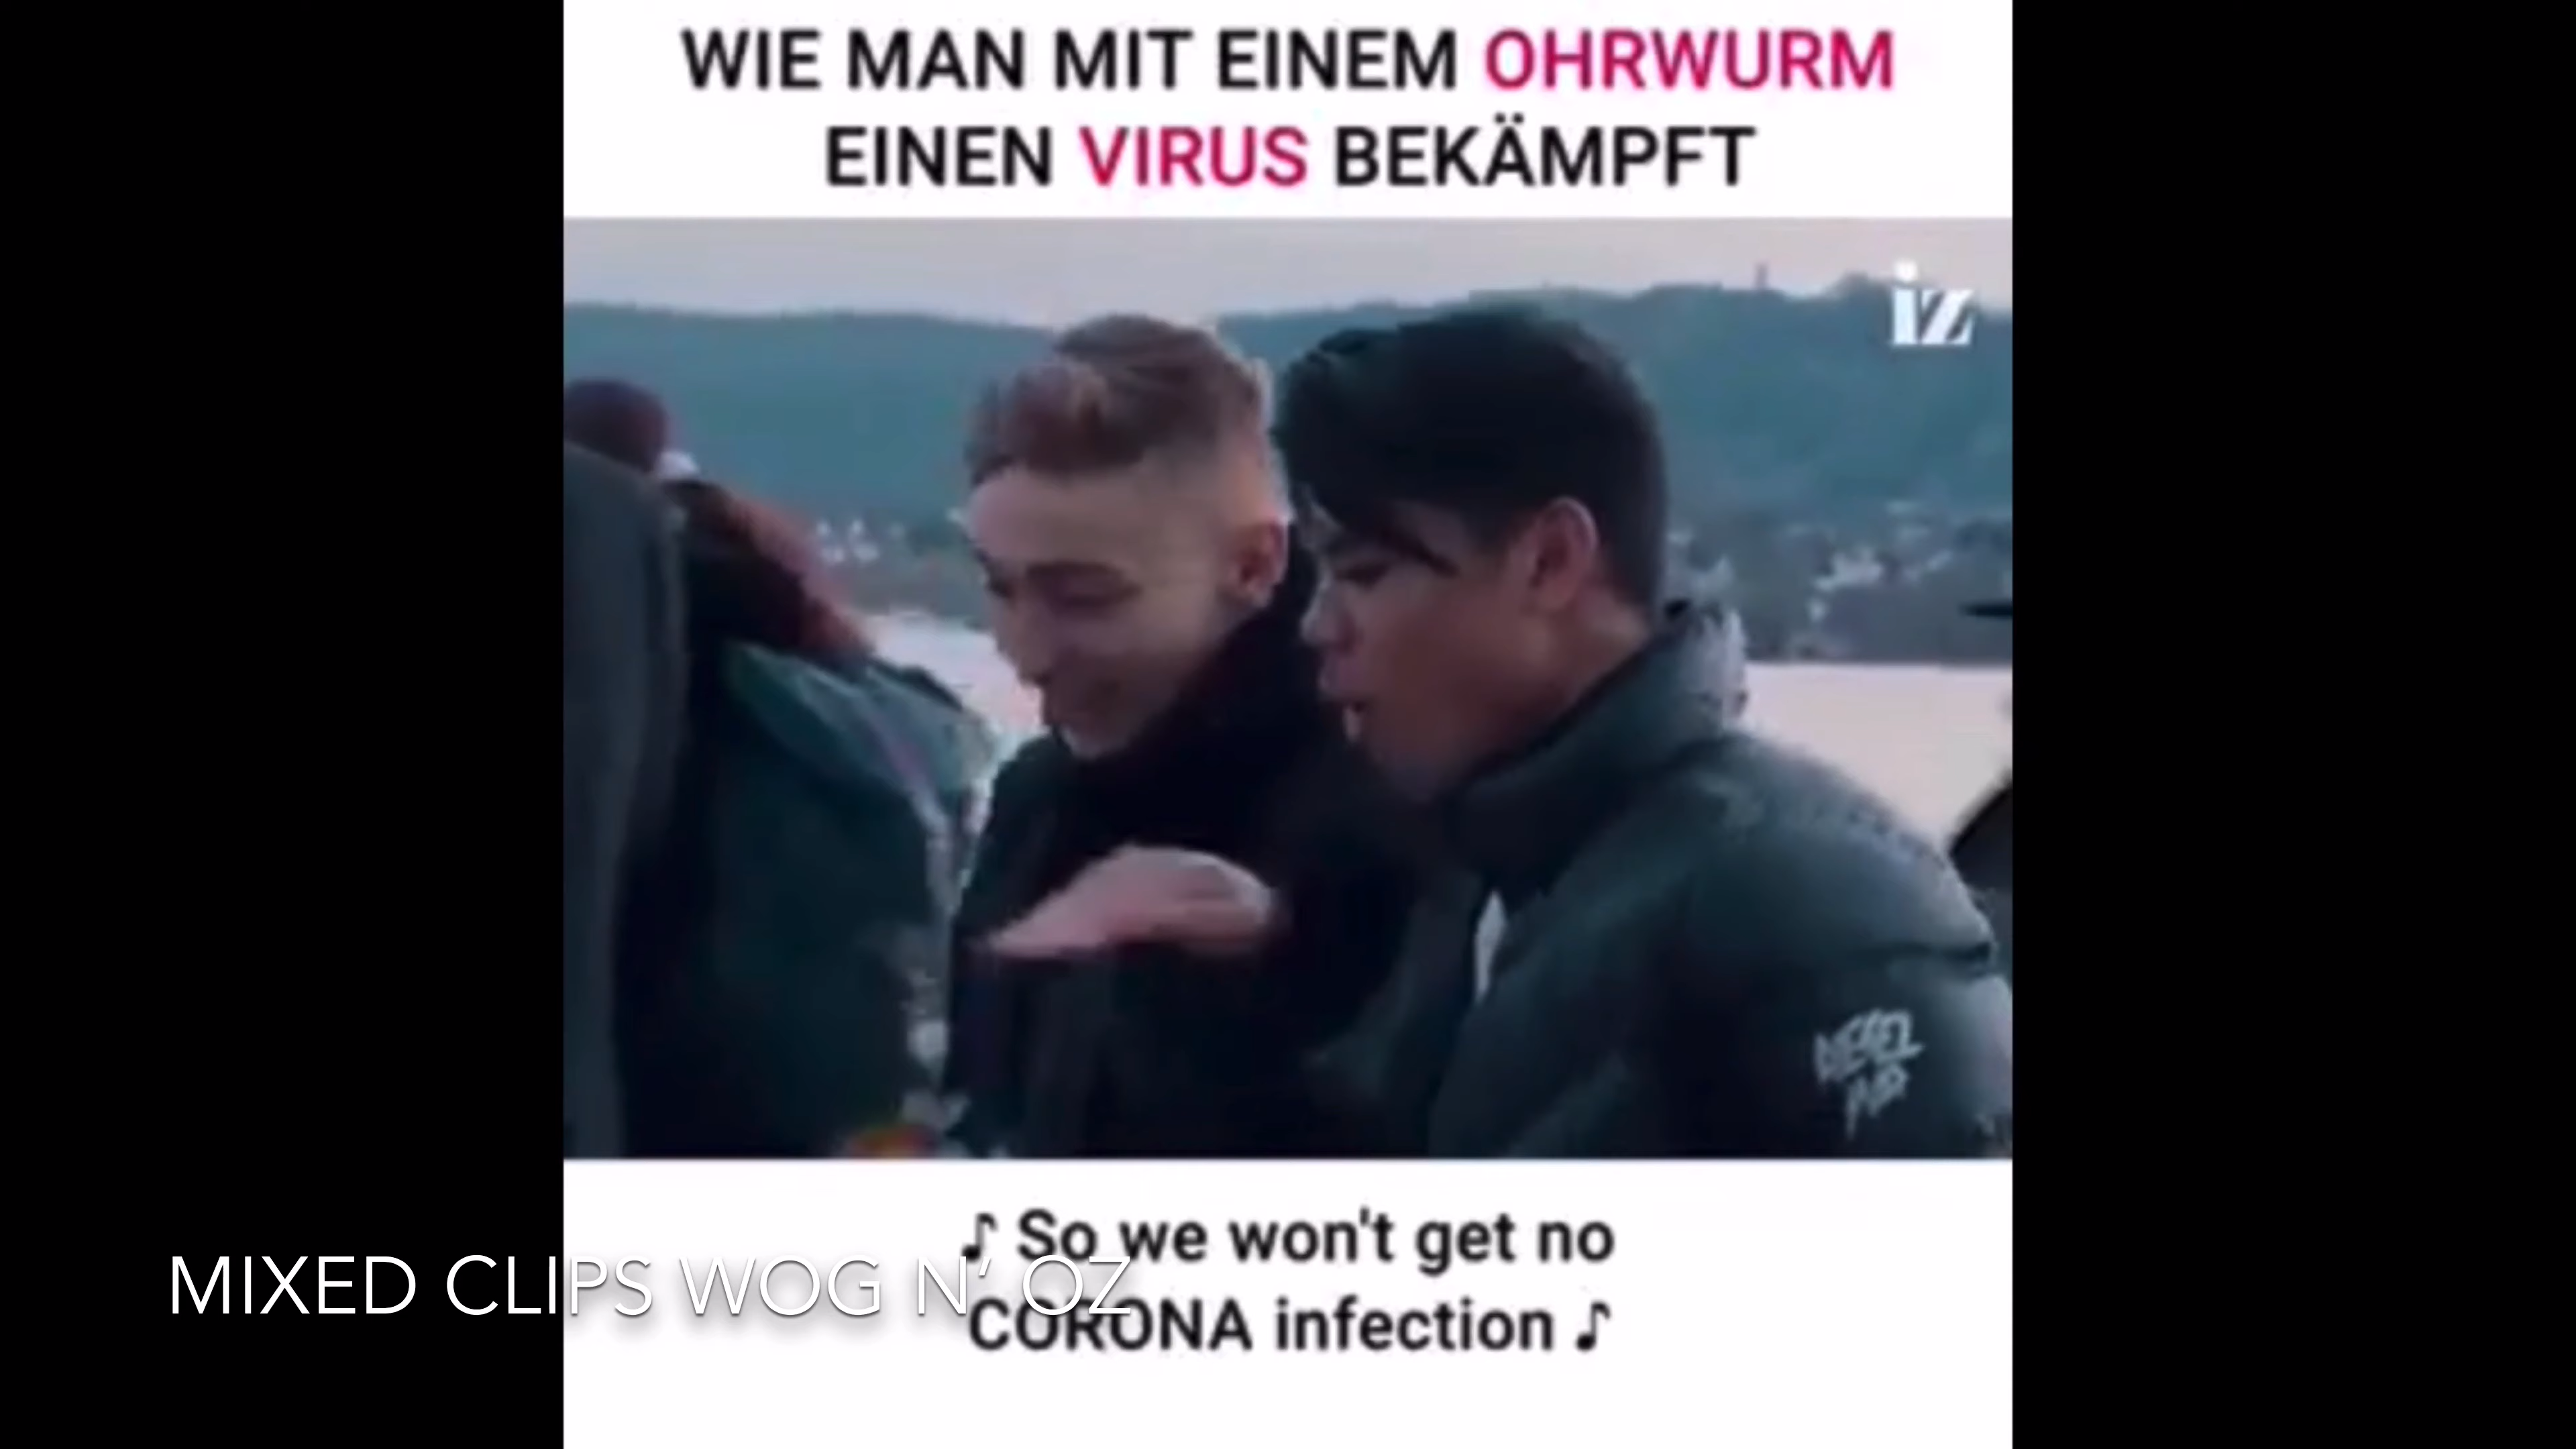 WIE MAN MIT EINEM OHRWURM
EINEN VIRUS BEKÄMPFT
iz
♪ So we won't get no
CORONA infection ♪
MIXED CLIPS WOG N' OZ